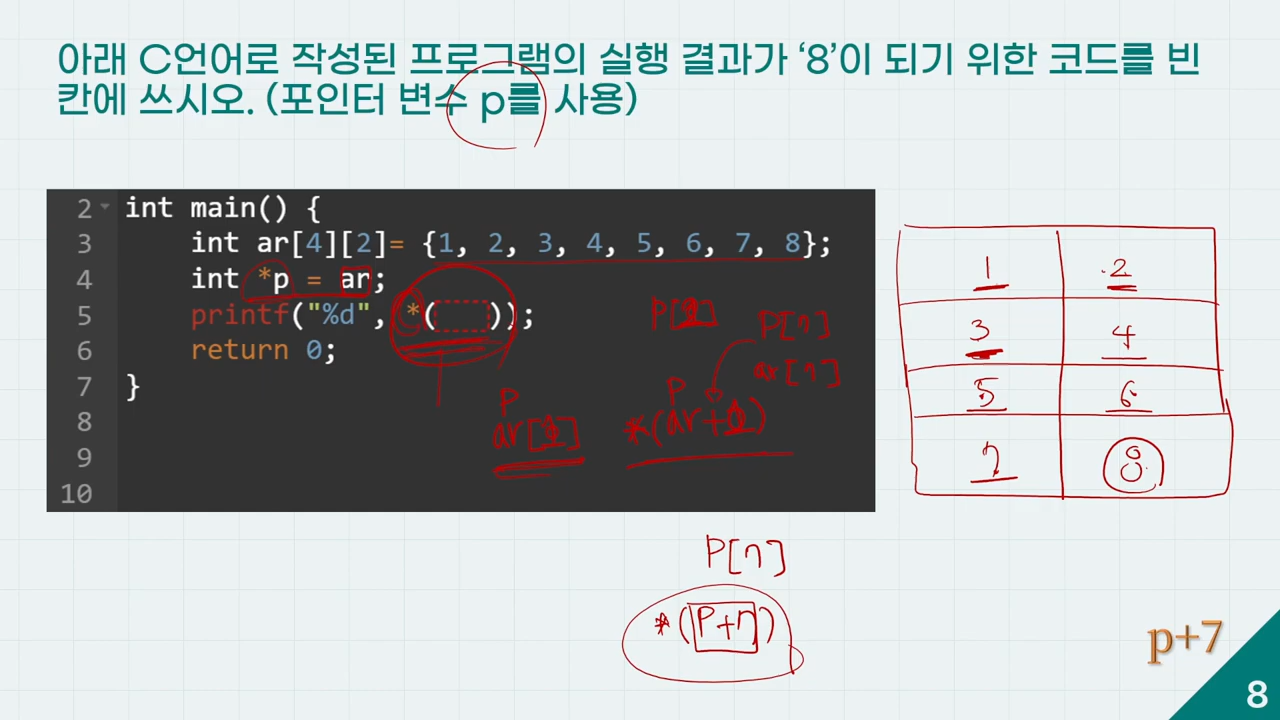 아래 C언어로 작성된 프로그램의 실행 결과가 ‘8’이 되기 위한 코드를 빈
칸에 쓰시오. (포인터 변수 p를 사용)
2 int main() {
3 int ar[4][2]= {1, 2, 3, 4, 5, 6, 7, 8};
4 int *p = ar;
5 printf("%d", *( ));
6 return 0;
7 }
8
9
10
P[n]
ar[n]
P
P
1 2
3 4
5 6
7 8
P[n]
*(P+n)
p+7
8